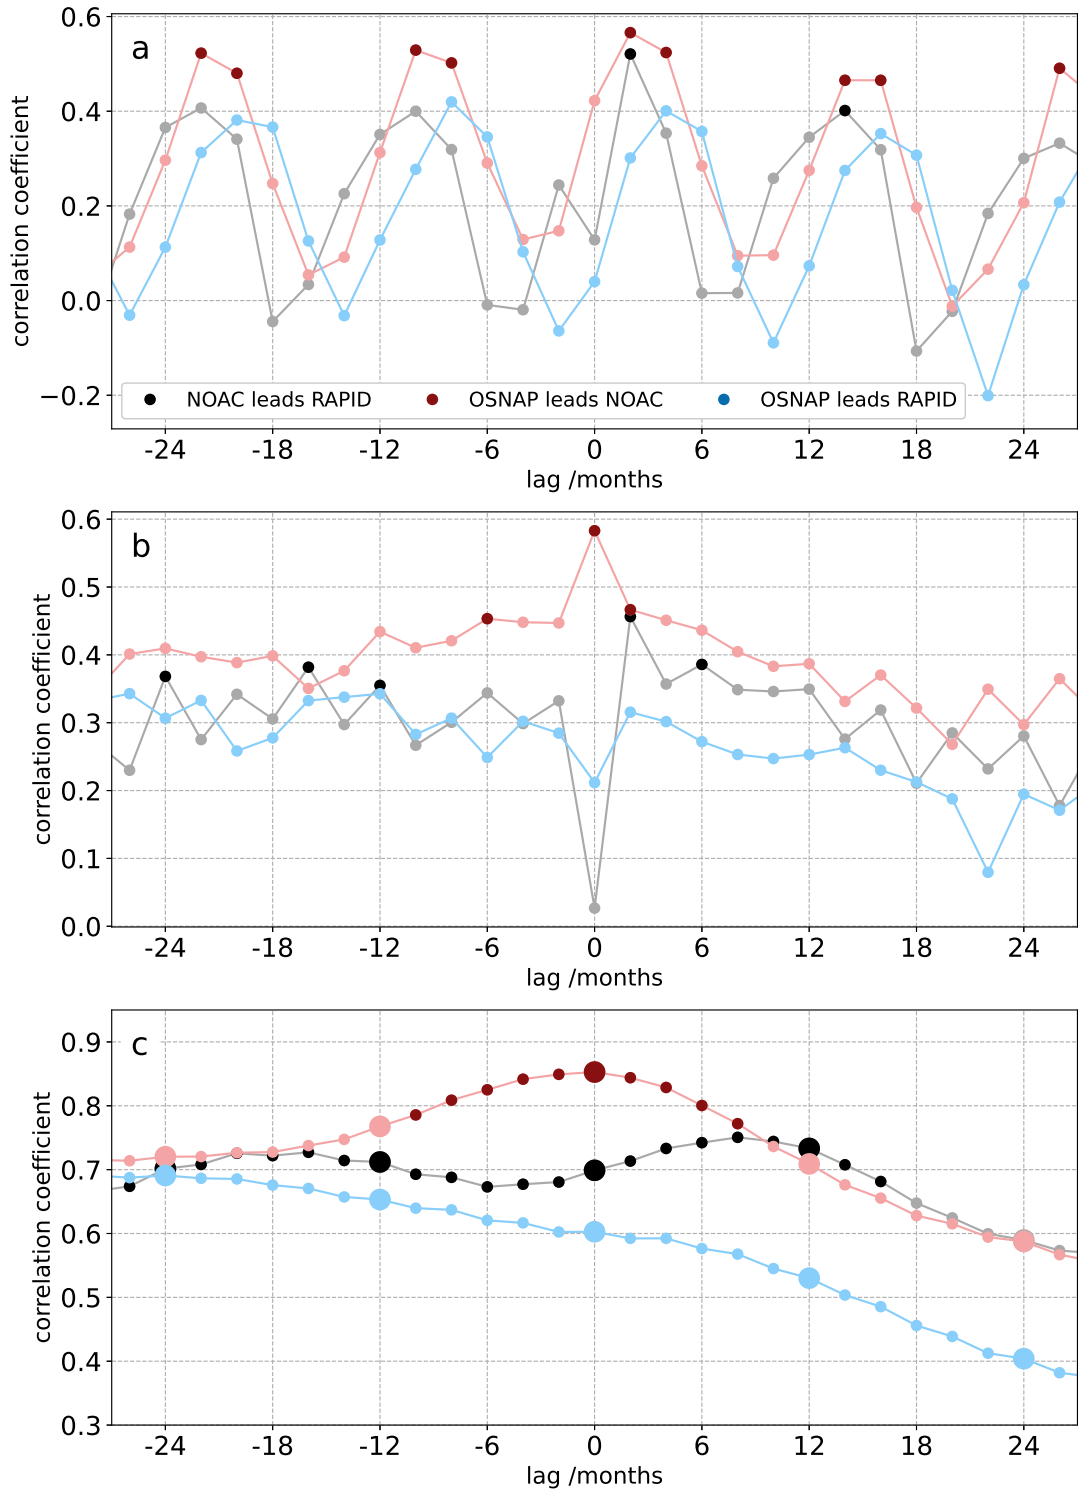 a
0.6
0.4
0.2
0.0
−0.2
correlation coefficient
NOAC leads RAPID OSNAP leads NOAC OSNAP leads RAPID
-24 -18 -12 -6 0 6 12 18 24
lag /months
b
0.6
0.5
0.4
0.3
0.2
0.1
0.0
correlation coefficient
-24 -18 -12 -6 0 6 12 18 24
lag /months
c
0.9
0.8
0.7
0.6
0.5
0.4
0.3
correlation coefficient
-24 -18 -12 -6 0 6 12 18 24
lag /months